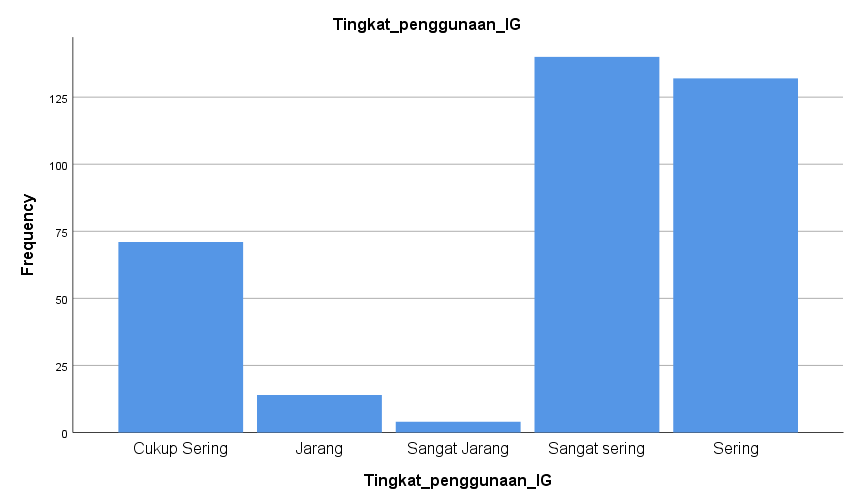 Tingkat_penggunaan_IG
Frequency
125
100
75
50
25
0
Cukup Sering Jarang Sangat Jarang Sangat sering Sering
Tingkat_penggunaan_IG